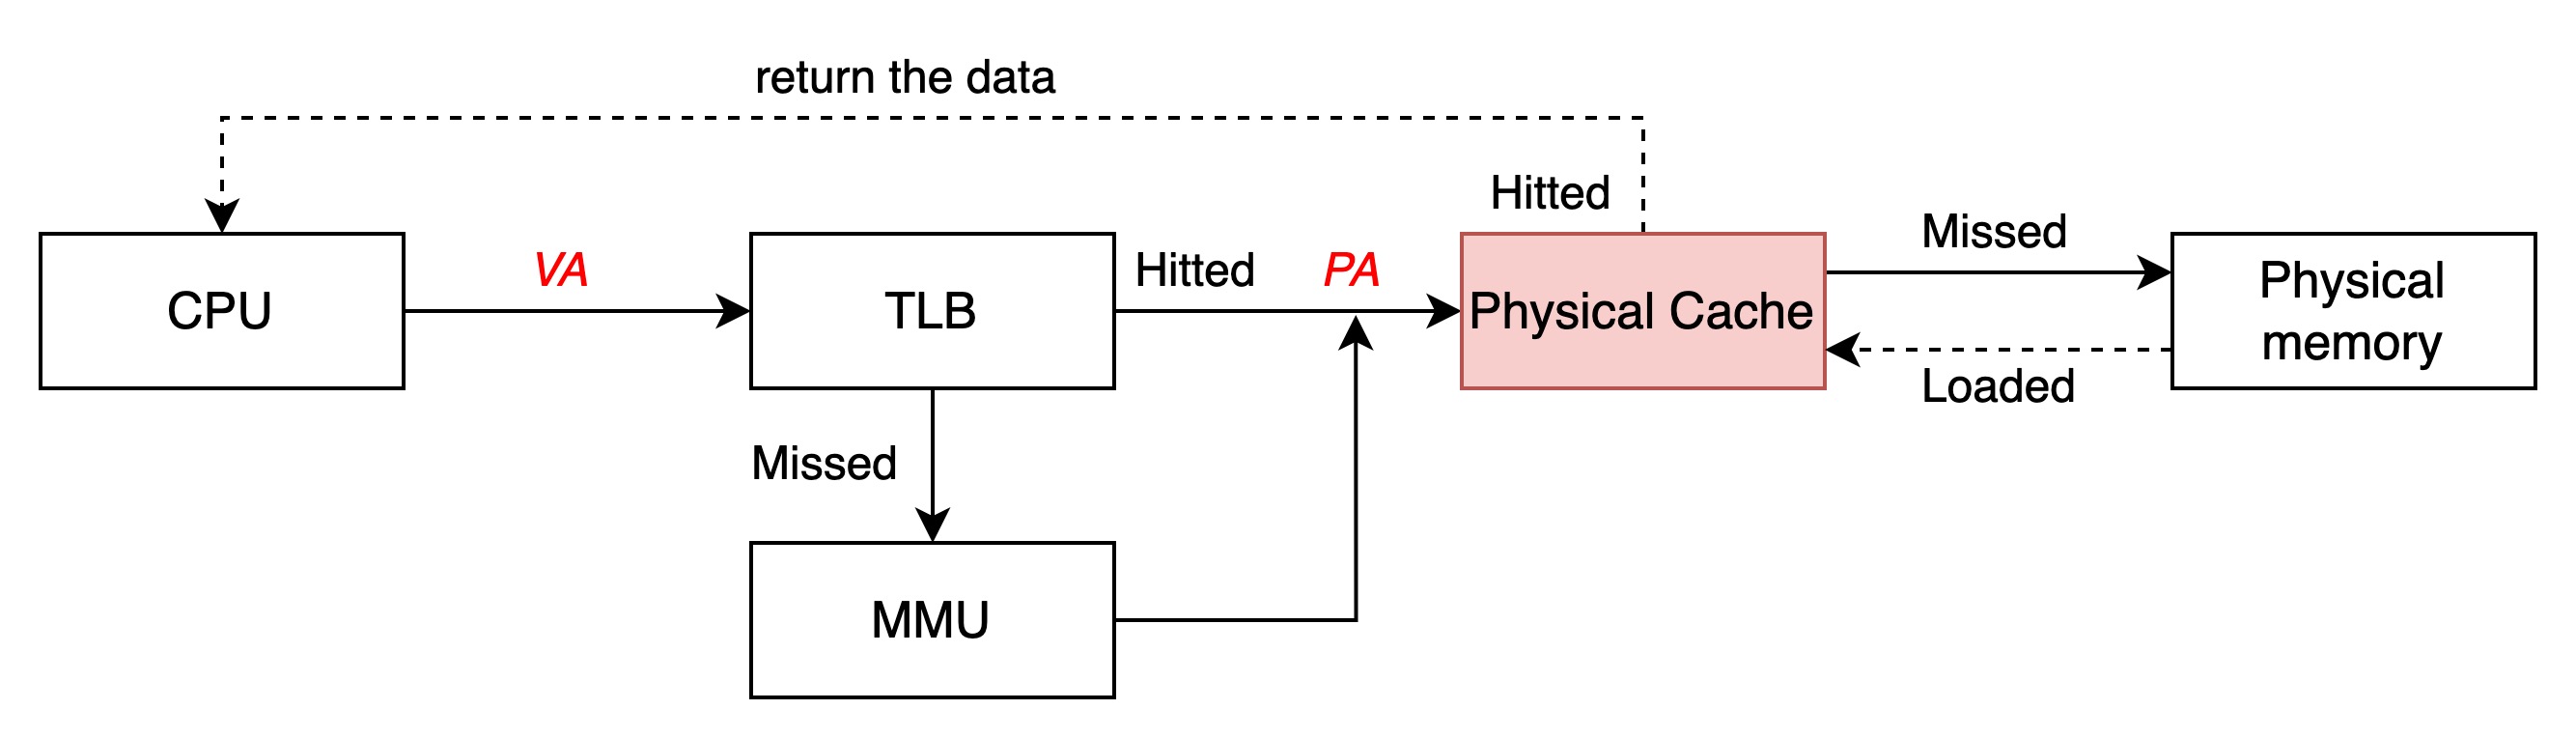 return the data
Hitted
Missed
CPU
VA
TLB
Hitted
PA
Physical Cache
Physical
memory
Loaded
Missed
MMU